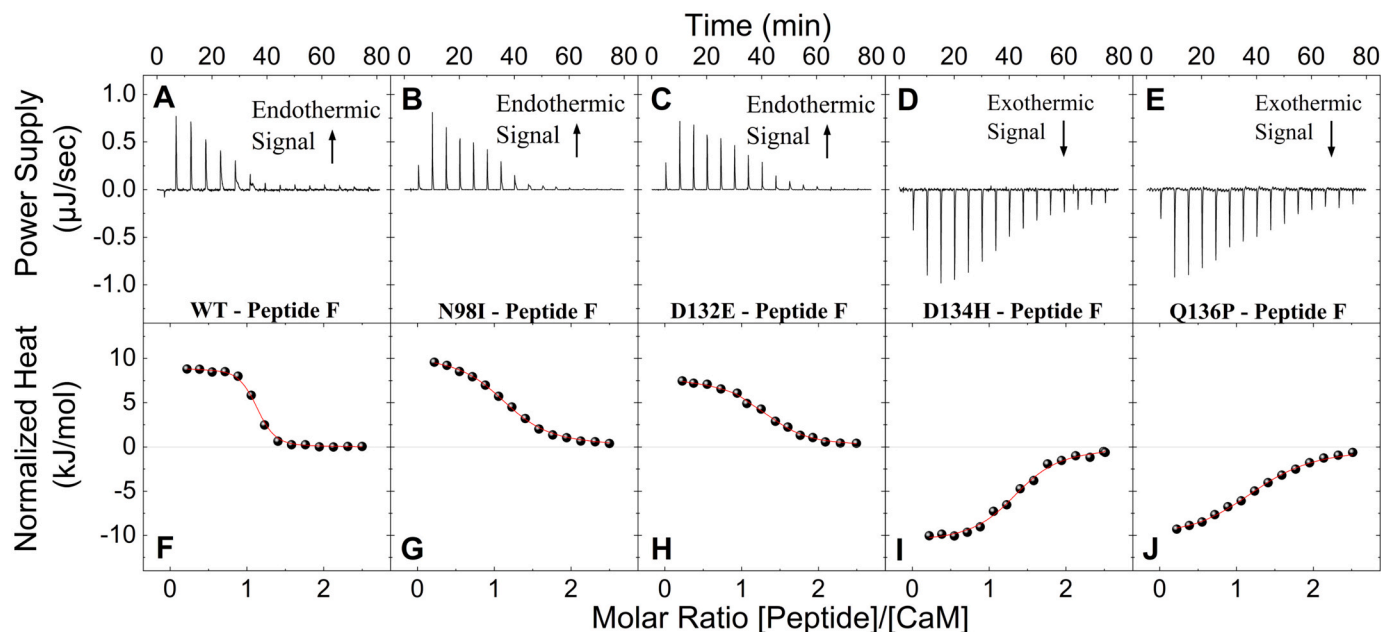 Time (min)
0 20 40 60 80 0 20 40 60 80 0 20 40 60 80 0 20 40 60 80 0 20 40 60 80
Power Supply
(μJ/sec)
1.0
0.5
0.0
-0.5
-1.0
A
Endothermic
Signal
WT - Peptide F
B
Endothermic
Signal
N98I - Peptide F
C
Endothermic
Signal
D132E - Peptide F
D
Exothermic
Signal
D134H - Peptide F
E
Exothermic
Signal
Q136P - Peptide F
Normalized Heat
(kJ/mol)
10
5
0
-5
-10
F
G
H
I
J
0 1 2 0 1 2 0 1 2 0 1 2 0 1 2
Molar Ratio [Peptide]/[CaM]